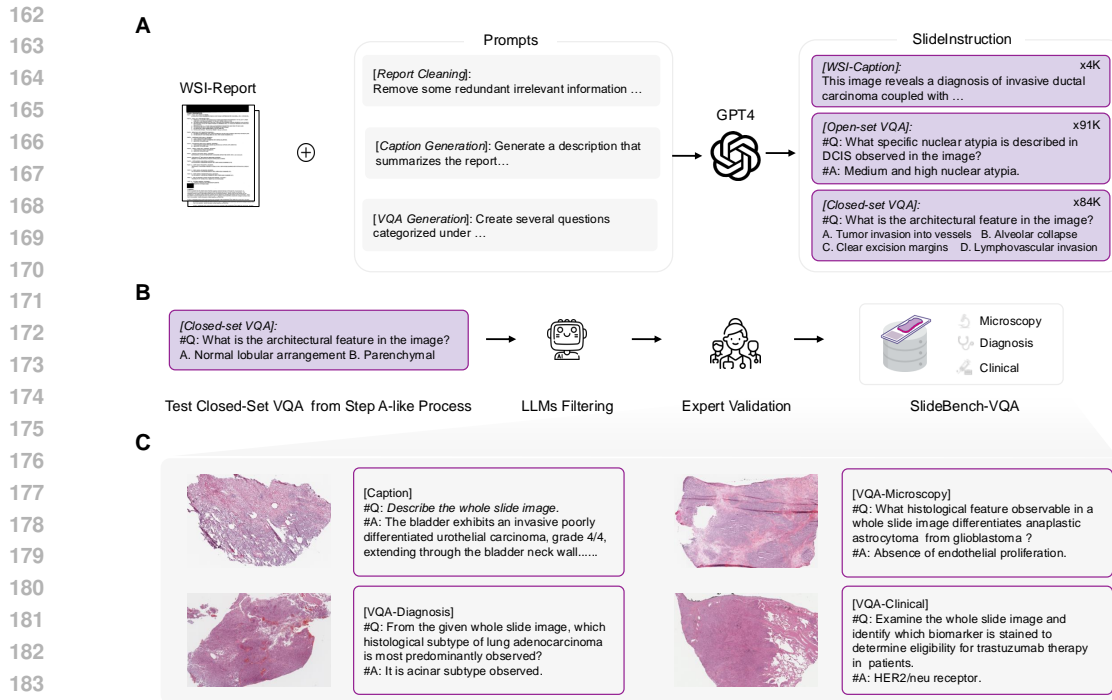 162
163
164
165
166
167
168
169
170
171
172
173
174
175
176
177
178
179
180
181
182
183
A
WSI-Report
Prompts
[Report Cleaning]:
Remove some redundant irrelevant information …
[Caption Generation]: Generate a description that
summarizes the report…
[VQA Generation]: Create several questions
categorized under …
GPT4
SlideInstruction
[WSI-Caption]: x4K
This image reveals a diagnosis of invasive ductal
carcinoma coupled with …
[Open-set VQA]: x91K
#Q: What specific nuclear atypia is described in
DCIS observed in the image?
#A: Medium and high nuclear atypia.
[Closed-set VQA]: x84K
#Q: What is the architectural feature in the image?
A. Tumor invasion into vessels B. Alveolar collapse
C. Clear excision margins D. Lymphovascular invasion
B
[Closed-set VQA]:
#Q: What is the architectural feature in the image?
A. Normal lobular arrangement B. Parenchymal
AI
Microscopy
Diagnosis
Clinical
Test Closed-Set VQA from Step A-like Process
LLMs Filtering
Expert Validation
SlideBench-VQA
C
[Caption]
#Q: Describe the whole slide image.
#A: The bladder exhibits an invasive poorly
differentiated urothelial carcinoma, grade 4/4,
extending through the bladder neck wall......
[VQA-Microscopy]
#Q: What histological feature observable in a
whole slide image differentiates anaplastic
astrocytoma from glioblastoma ?
#A: Absence of endothelial proliferation.
[VQA-Diagnosis]
#Q: From the given whole slide image, which
histological subtype of lung adenocarcinoma
is most predominantly observed?
#A: It is acinar subtype observed.
[VQA-Clinical]
#Q: Examine the whole slide image and
identify which biomarker is stained to
determine eligibility for trastuzumab therapy
in patients.
#A: HER2/neu receptor.